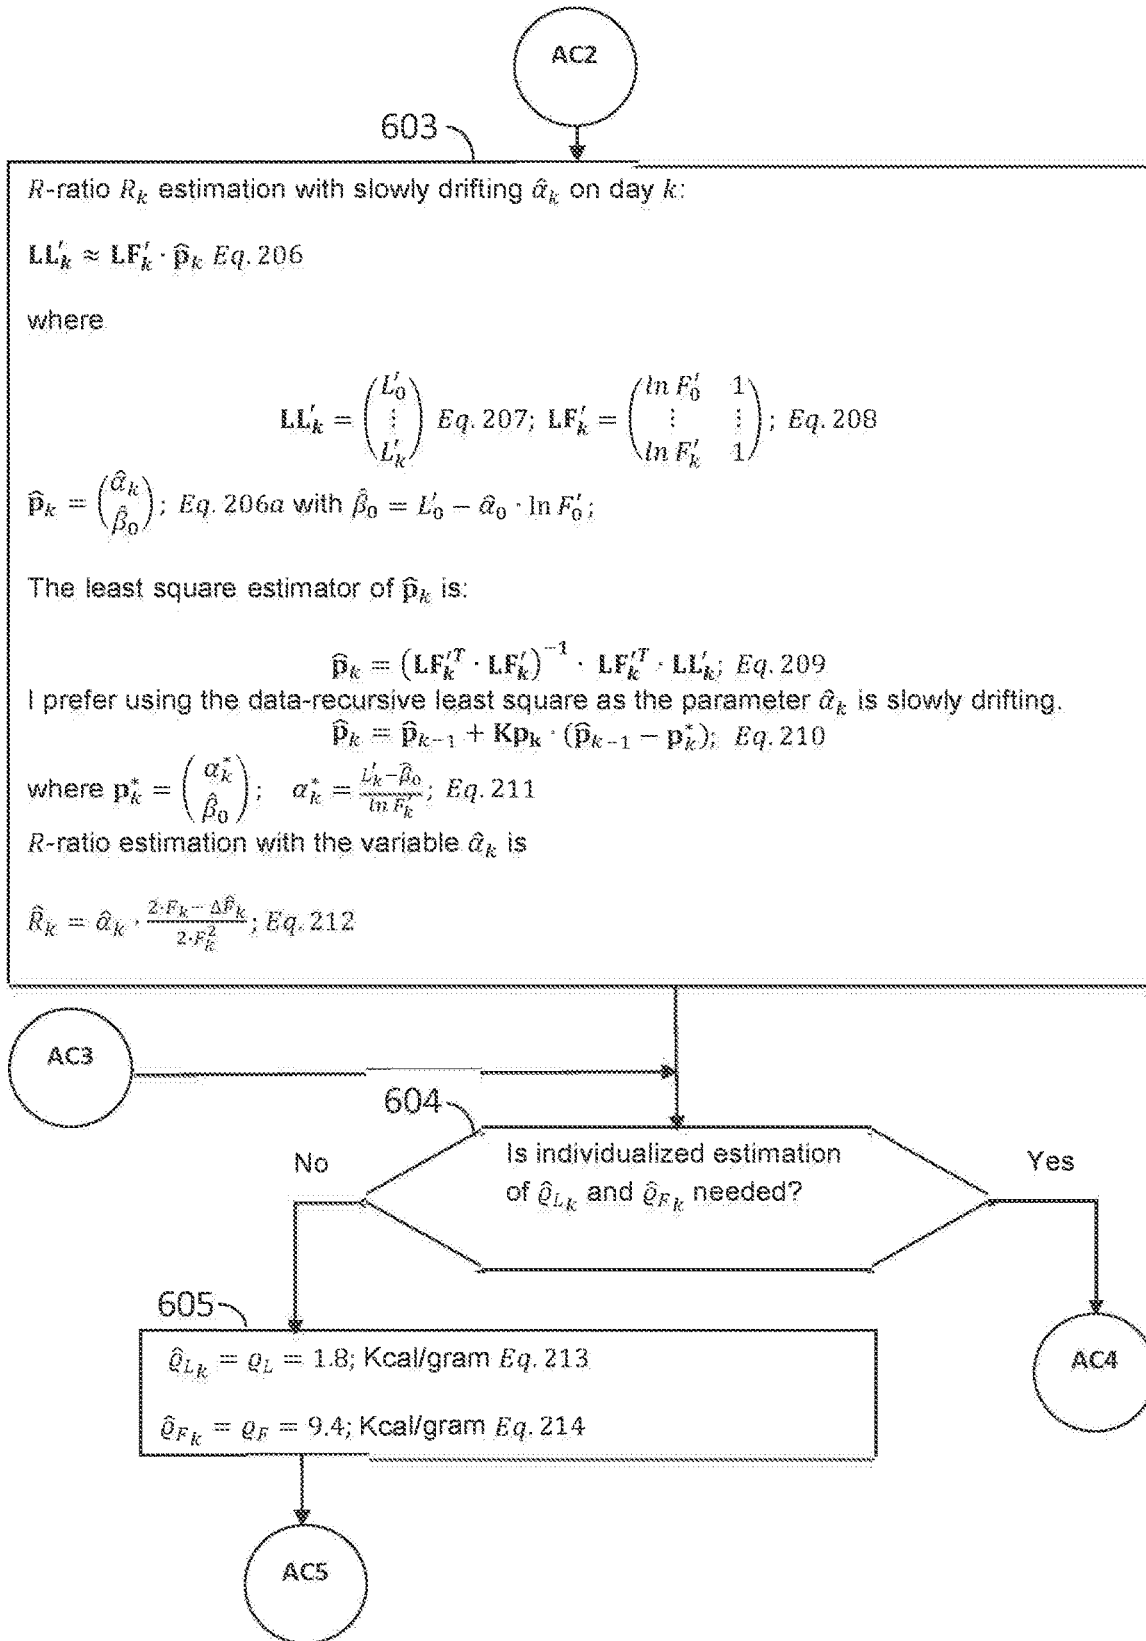 AC2
603
R-ratio R_k estimation with slowly drifting α̂_k on day k:
LL'_k ≈ LF'_k · p̂_k Eq. 206
where
LL'_k = (L'_0 ⋮ L'_k) Eq. 207; LF'_k = (ln F'_0 1 ⋮ ⋮ ln F'_k 1); Eq. 208
p̂_k = (α̂_k β̂_0); Eq. 206a with β̂_0 = L'_0 − α̂_0 · ln F'_0;
The least square estimator of p̂_k is:
p̂_k = (LF'^T_k · LF'_k)^−1 · LF'^T_k · LL'_k; Eq. 209
I prefer using the data-recursive least square as the parameter α̂_k is slowly drifting.
p̂_k = p̂_k−1 + Kp_k · (p̂_k−1 − p*_k); Eq. 210
where p*_k = (α*_k β̂_0); α*_k = (L'_k − β̂_0)/(ln F'_k); Eq. 211
R-ratio estimation with the variable α̂_k is
R̂_k = α̂_k · (2·F_k − ΔF̂_k)/(2·F_k^2); Eq. 212
AC3
604
No
Is individualized estimation
of ϱ̂_L_k and ϱ̂_F_k needed?
Yes
605
ϱ̂_L_k = ϱ_L = 1.8; Kcal/gram Eq. 213
ϱ̂_F_k = ϱ_F = 9.4; Kcal/gram Eq. 214
AC4
AC5